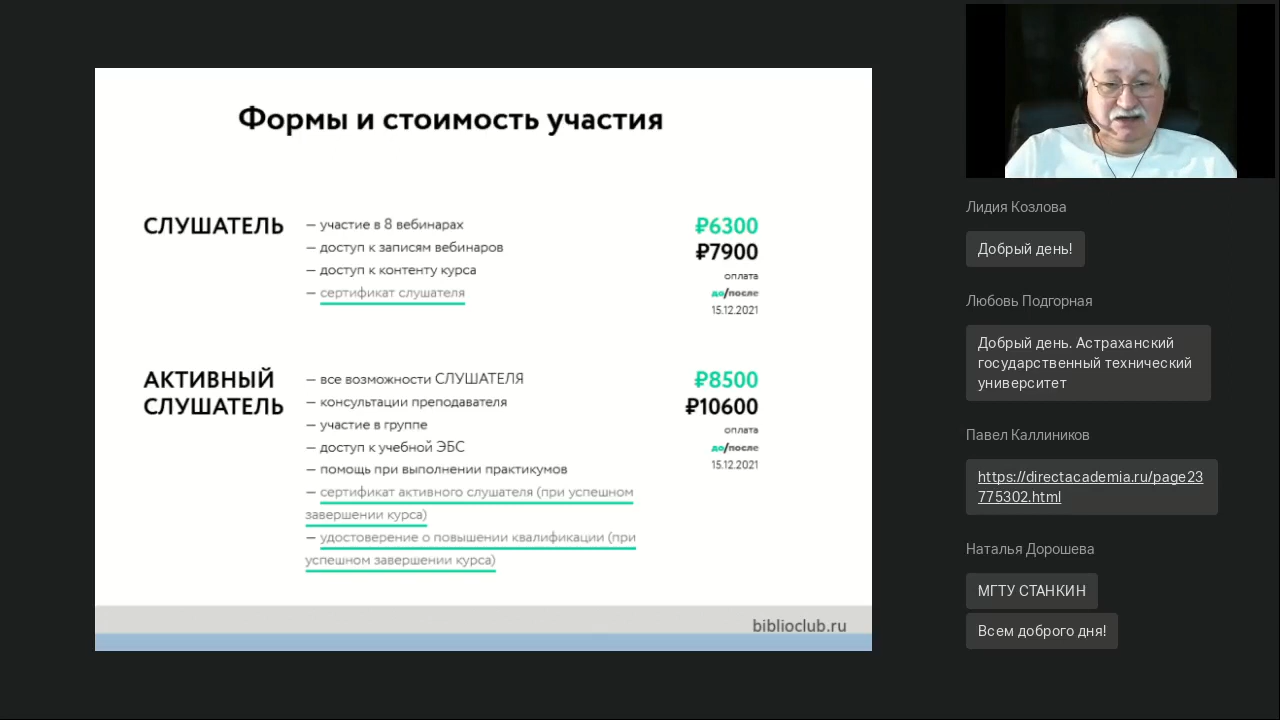 Формы и стоимость участия
СЛУШАТЕЛЬ
— участие в 8 вебинарах
— доступ к записям вебинаров
— доступ к контенту курса
— сертификат слушателя
₽6300
₽7900
оплата
до/после
15.12.2021
АКТИВНЫЙ
СЛУШАТЕЛЬ
— все возможности СЛУШАТЕЛЯ
— консультации преподавателя
— участие в группе
— доступ к учебной ЭБС
— помощь при выполнении практикумов
— сертификат активного слушателя (при успешном
завершении курса)
— удостоверение о повышении квалификации (при
успешном завершении курса)
₽8500
₽10600
оплата
до/после
15.12.2021
biblioclub.ru
Лидия Козлова
Добрый день!
Любовь Подгорная
Добрый день. Астраханский
государственный технический
университет
Павел Каллиников
https://directacademia.ru/page23
775302.html
Наталья Дорошева
МГТУ СТАНКИН
Всем доброго дня!